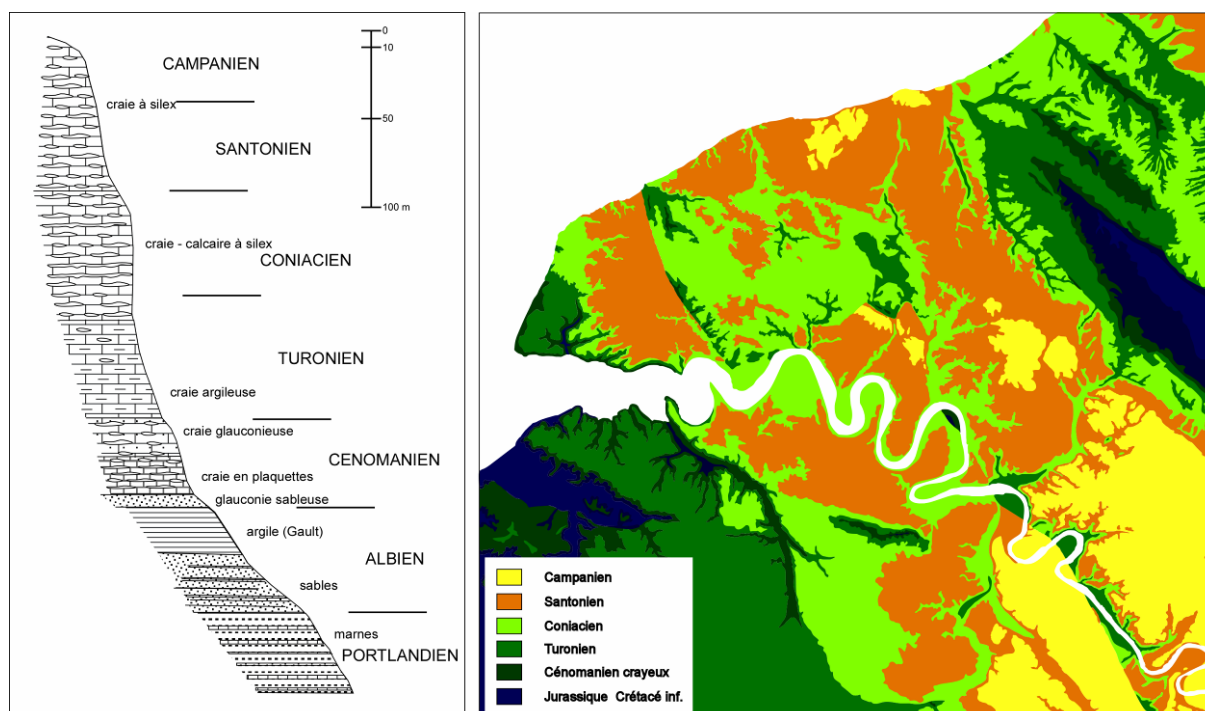 0
10
CAMPANIEN
craie à silex
50
SANTONIEN
100 m
craie - calcaire à silex
CONIACIEN
TURONIEN
craie argileuse
craie glauconieuse
CENOMANIEN
craie en plaquettes
glauconie sableuse
argile (Gault)
ALBIEN
sables
marnes
PORTLANDIEN
Campanien
Santonien
Coniacien
Turonien
Cénomanien crayeux
Jurassique Crétacé inf.